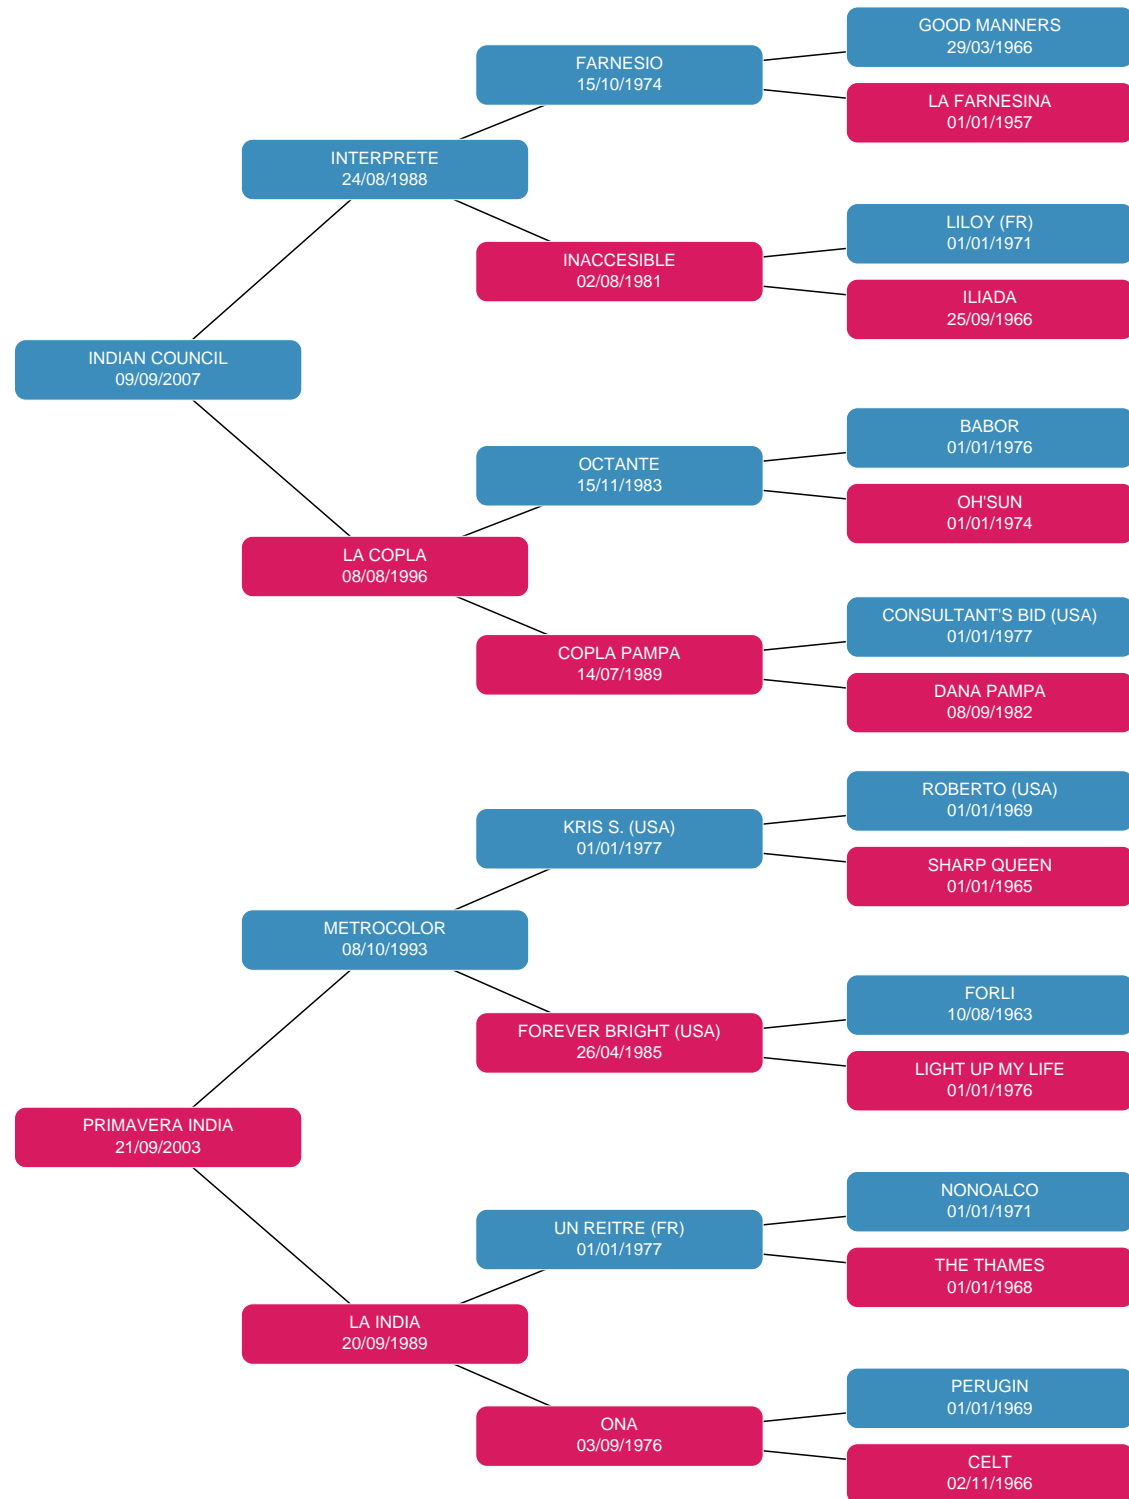 GOOD MANNERS
29/03/1966
FARNESIO
15/10/1974
LA FARNESINA
01/01/1957
INTERPRETE
24/08/1988
LILOY (FR)
01/01/1971
INACCESIBLE
02/08/1981
ILIADA
25/09/1966
INDIAN COUNCIL
09/09/2007
BABOR
01/01/1976
OCTANTE
15/11/1983
OH'SUN
01/01/1974
LA COPLA
08/08/1996
CONSULTANT'S BID (USA)
01/01/1977
COPLA PAMPA
14/07/1989
DANA PAMPA
08/09/1982
ROBERTO (USA)
01/01/1969
KRIS S. (USA)
01/01/1977
SHARP QUEEN
01/01/1965
METROCOLOR
08/10/1993
FORLI
10/08/1963
FOREVER BRIGHT (USA)
26/04/1985
LIGHT UP MY LIFE
01/01/1976
PRIMAVERA INDIA
21/09/2003
NONOALCO
01/01/1971
UN REITRE (FR)
01/01/1977
THE THAMES
01/01/1968
LA INDIA
20/09/1989
PERUGIN
01/01/1969
ONA
03/09/1976
CELT
02/11/1966